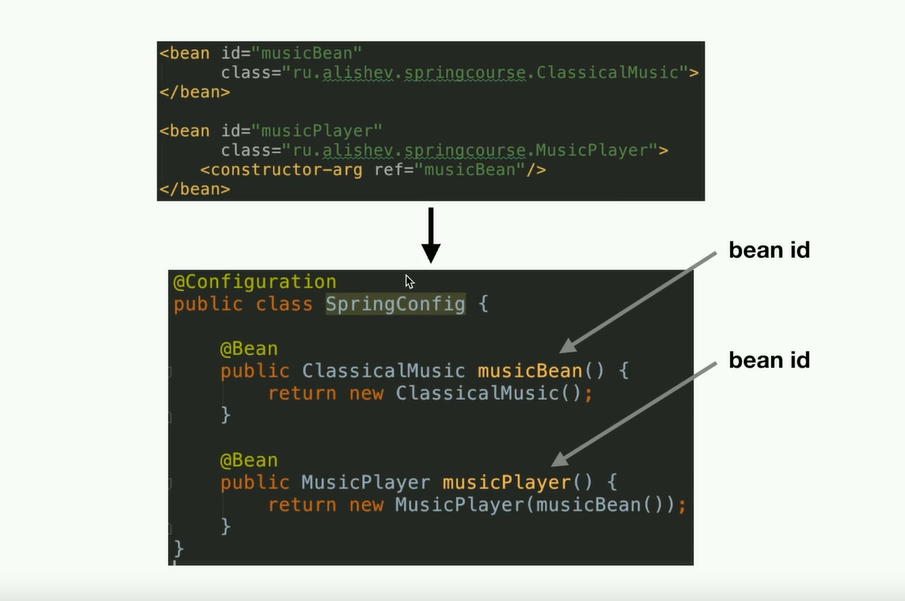 <bean id="musicBean"
class="ru.alishev.springcourse.ClassicalMusic">
</bean>
<bean id="musicPlayer"
class="ru.alishev.springcourse.MusicPlayer">
<constructor-arg ref="musicBean"/>
</bean>
bean id
@Configuration
public class SpringConfig {
@Bean
public ClassicalMusic musicBean() {
return new ClassicalMusic();
}
bean id
@Bean
public MusicPlayer musicPlayer() {
return new MusicPlayer(musicBean());
}
}